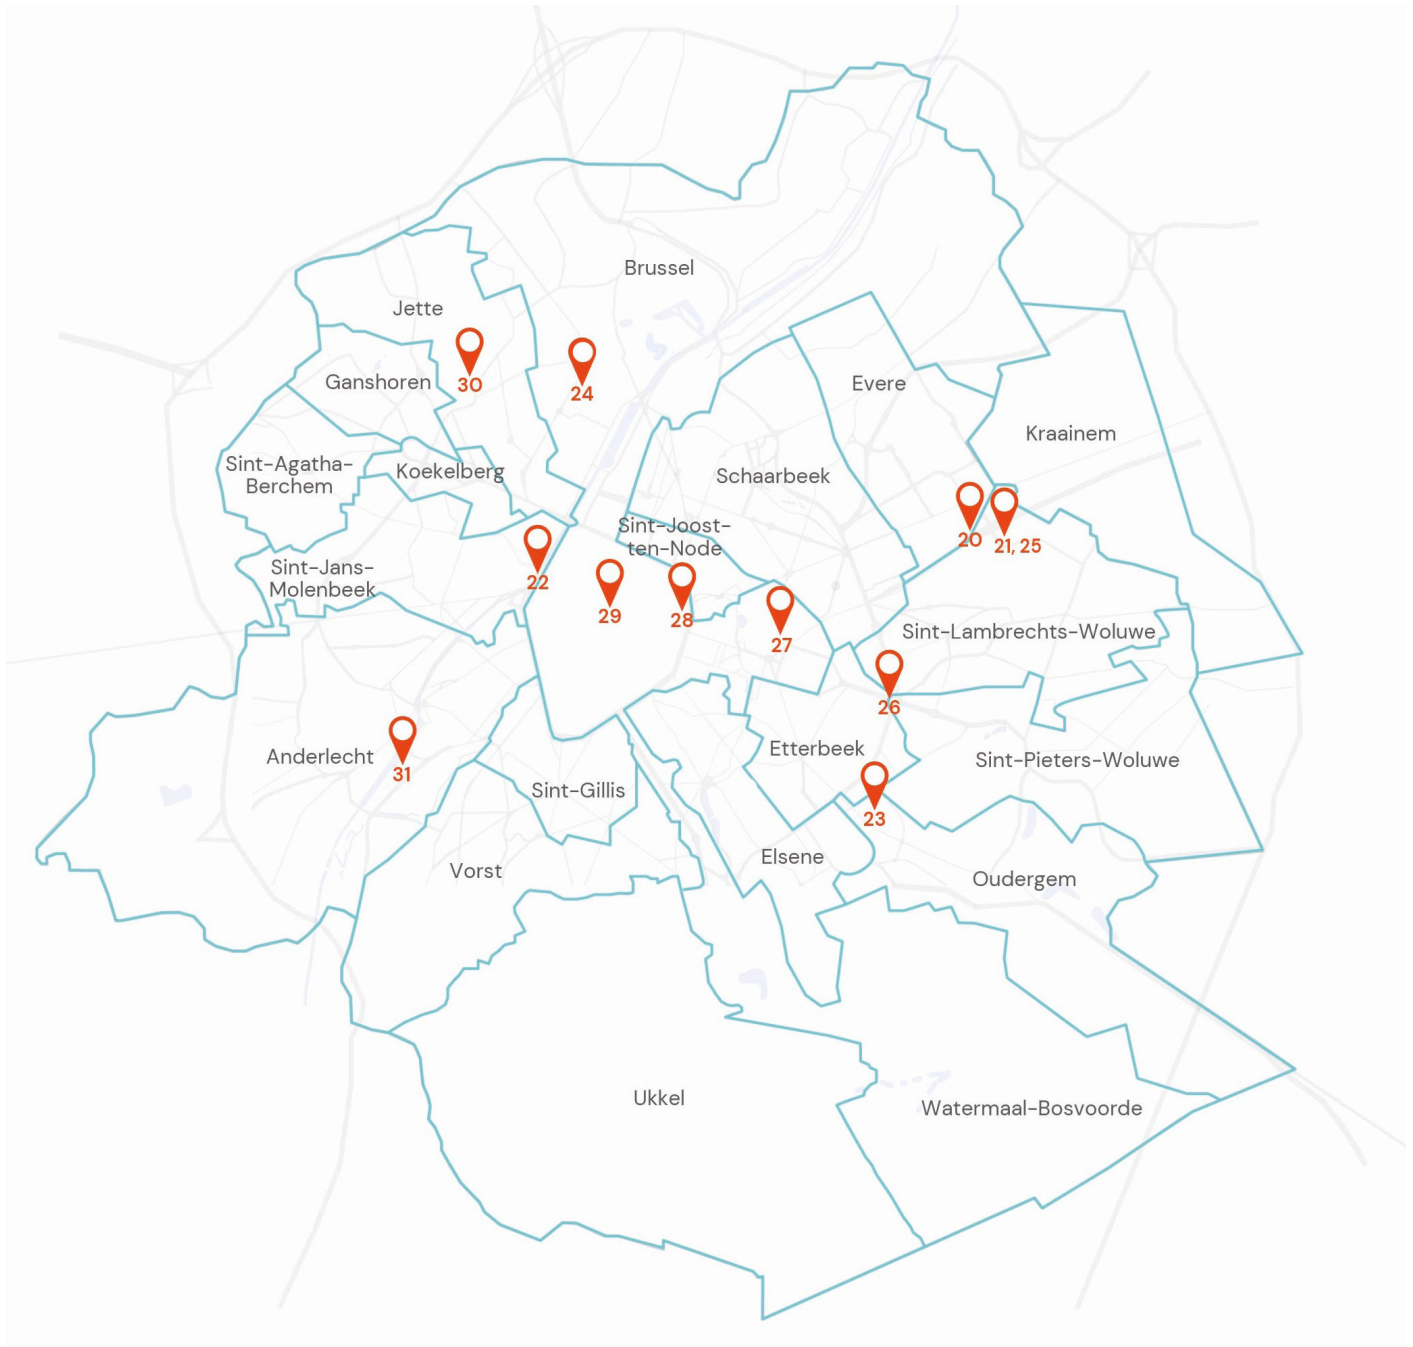 Brussel
Jette
30
24
Ganshoren
Evere
Kraainem
Sint-Agatha-
Berchem
Koekelberg
Schaarbeek
20
21, 25
Sint-Joost-
ten-Node
22
Sint-Jans-
Molenbeek
29
28
27
Sint-Lambrechts-Woluwe
26
Anderlecht
31
Etterbeek
Sint-Pieters-Woluwe
Sint-Gillis
23
Vorst
Elsene
Oudergem
Ukkel
Watermaal-Bosvoorde